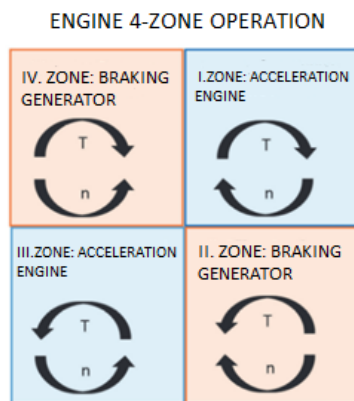 ENGINE 4-ZONE OPERATION
IV. ZONE: BRAKING
GENERATOR
T
n
I.ZONE: ACCELERATION
ENGINE
T
n
III.ZONE: ACCELERATION
ENGINE
T
n
II. ZONE: BRAKING
GENERATOR
T
n